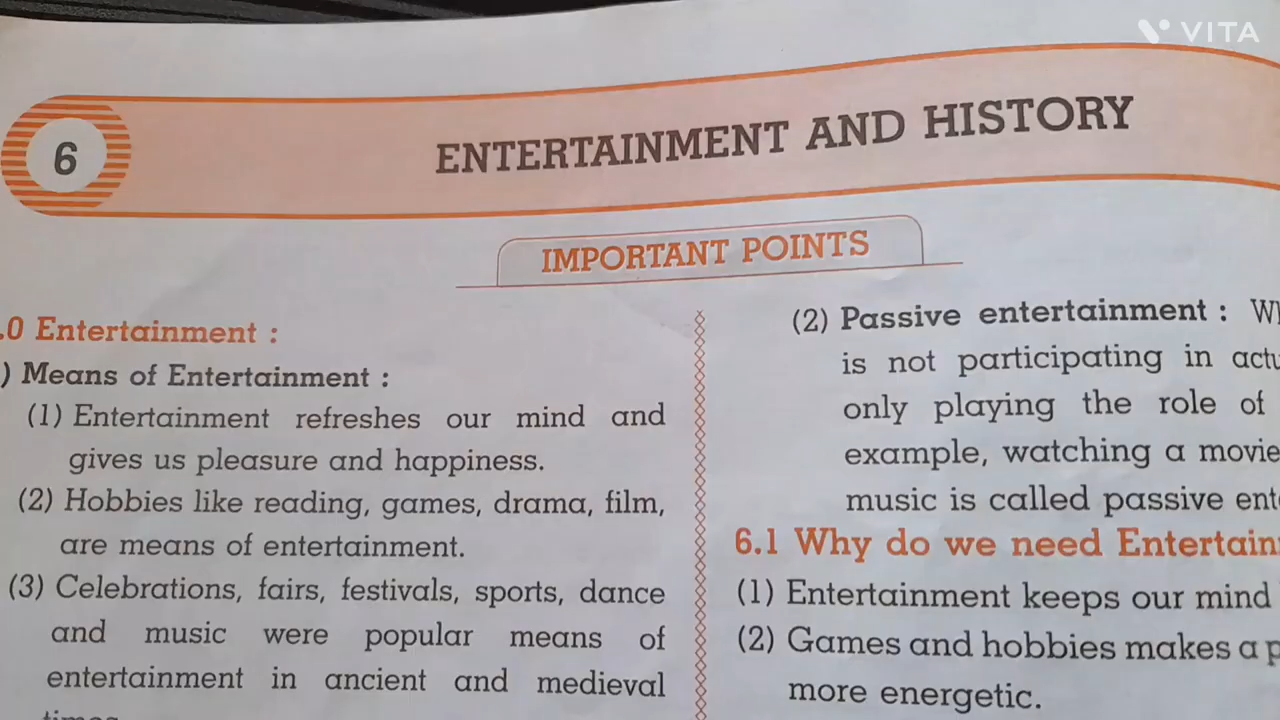 VITA
6
ENTERTAINMENT AND HISTORY
IMPORTANT POINTS
.0 Entertainment :
) Means of Entertainment :
(1) Entertainment refreshes our mind and
gives us pleasure and happiness.
(2) Hobbies like reading, games, drama, film,
are means of entertainment.
(3) Celebrations, fairs, festivals, sports, dance
and music were popular means of
entertainment in ancient and medieval
(2) Passive entertainment :
is not participating in
only playing the role of
example, watching a movie
music is called passive
6.1 Why do we need
(1) Entertainment keeps our mind
(2) Games and hobbies makes a
more energetic.